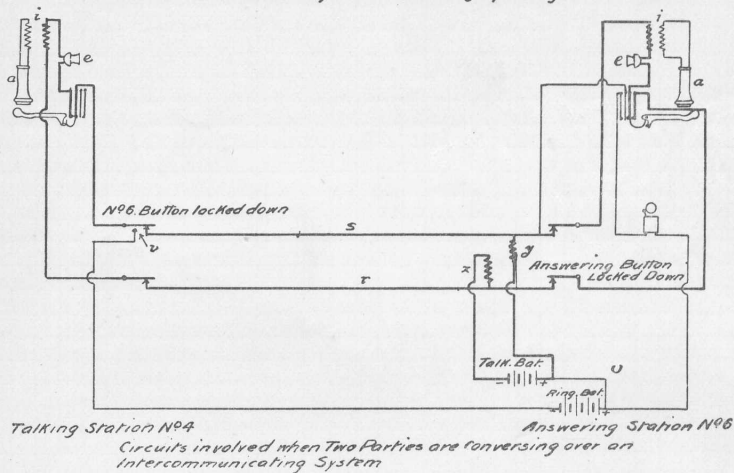 i
i
e
e
a
a
Nº6. Button locked down
s
v
y
x
Answering Button
Locked Down
r
Talk. Bat.
- +
U
Ring. Bat.
- +
Talking Station Nº4
Answering Station Nº6
Circuits involved when Two Parties are Conversing over an
Intercommunicating System